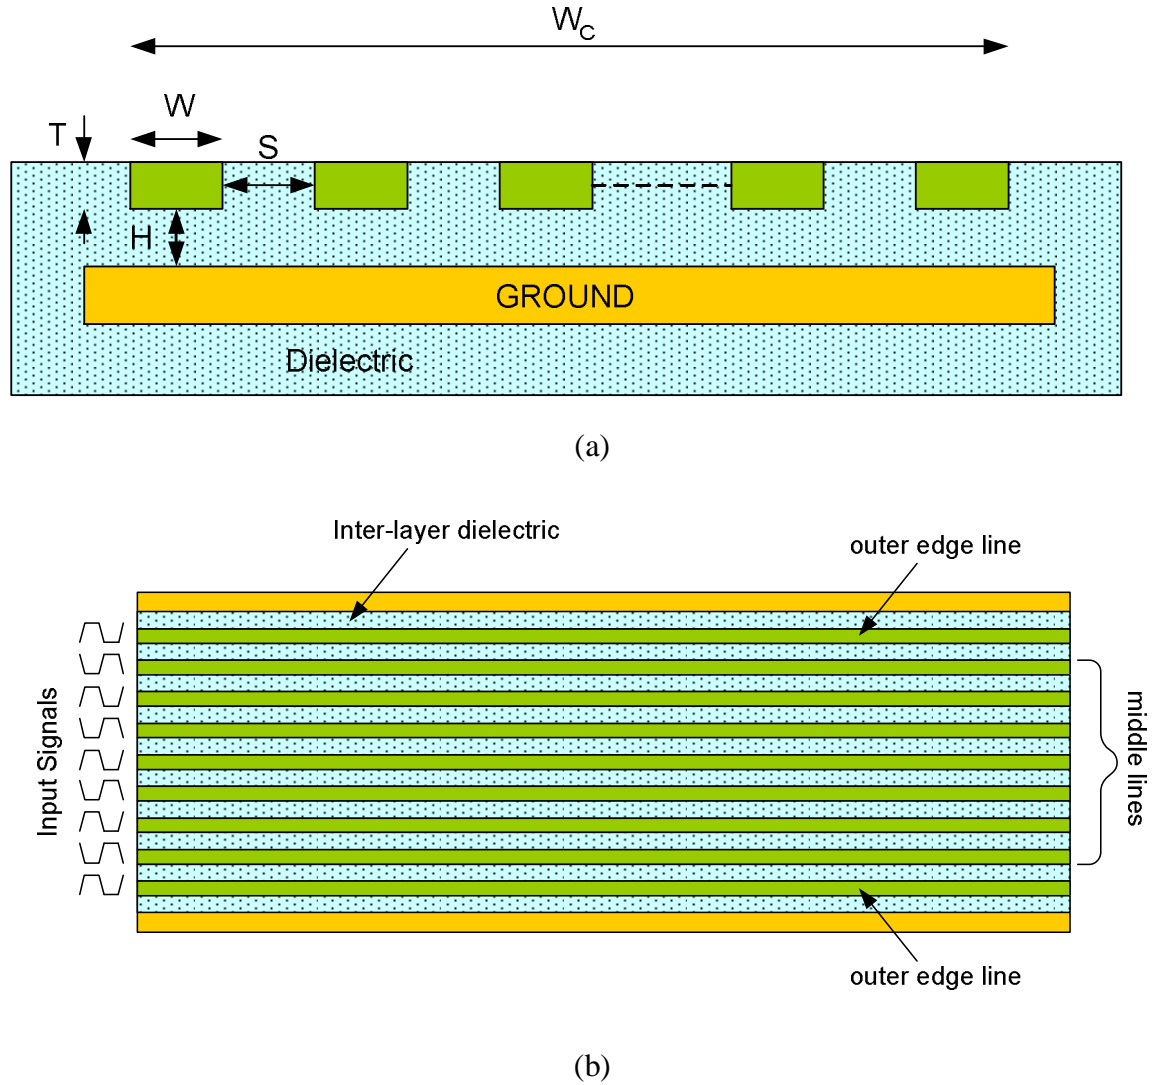 W_C
W
T
S
H
GROUND
Dielectric
(a)
Inter-layer dielectric
outer edge line
Input Signals
middle lines
outer edge line
(b)